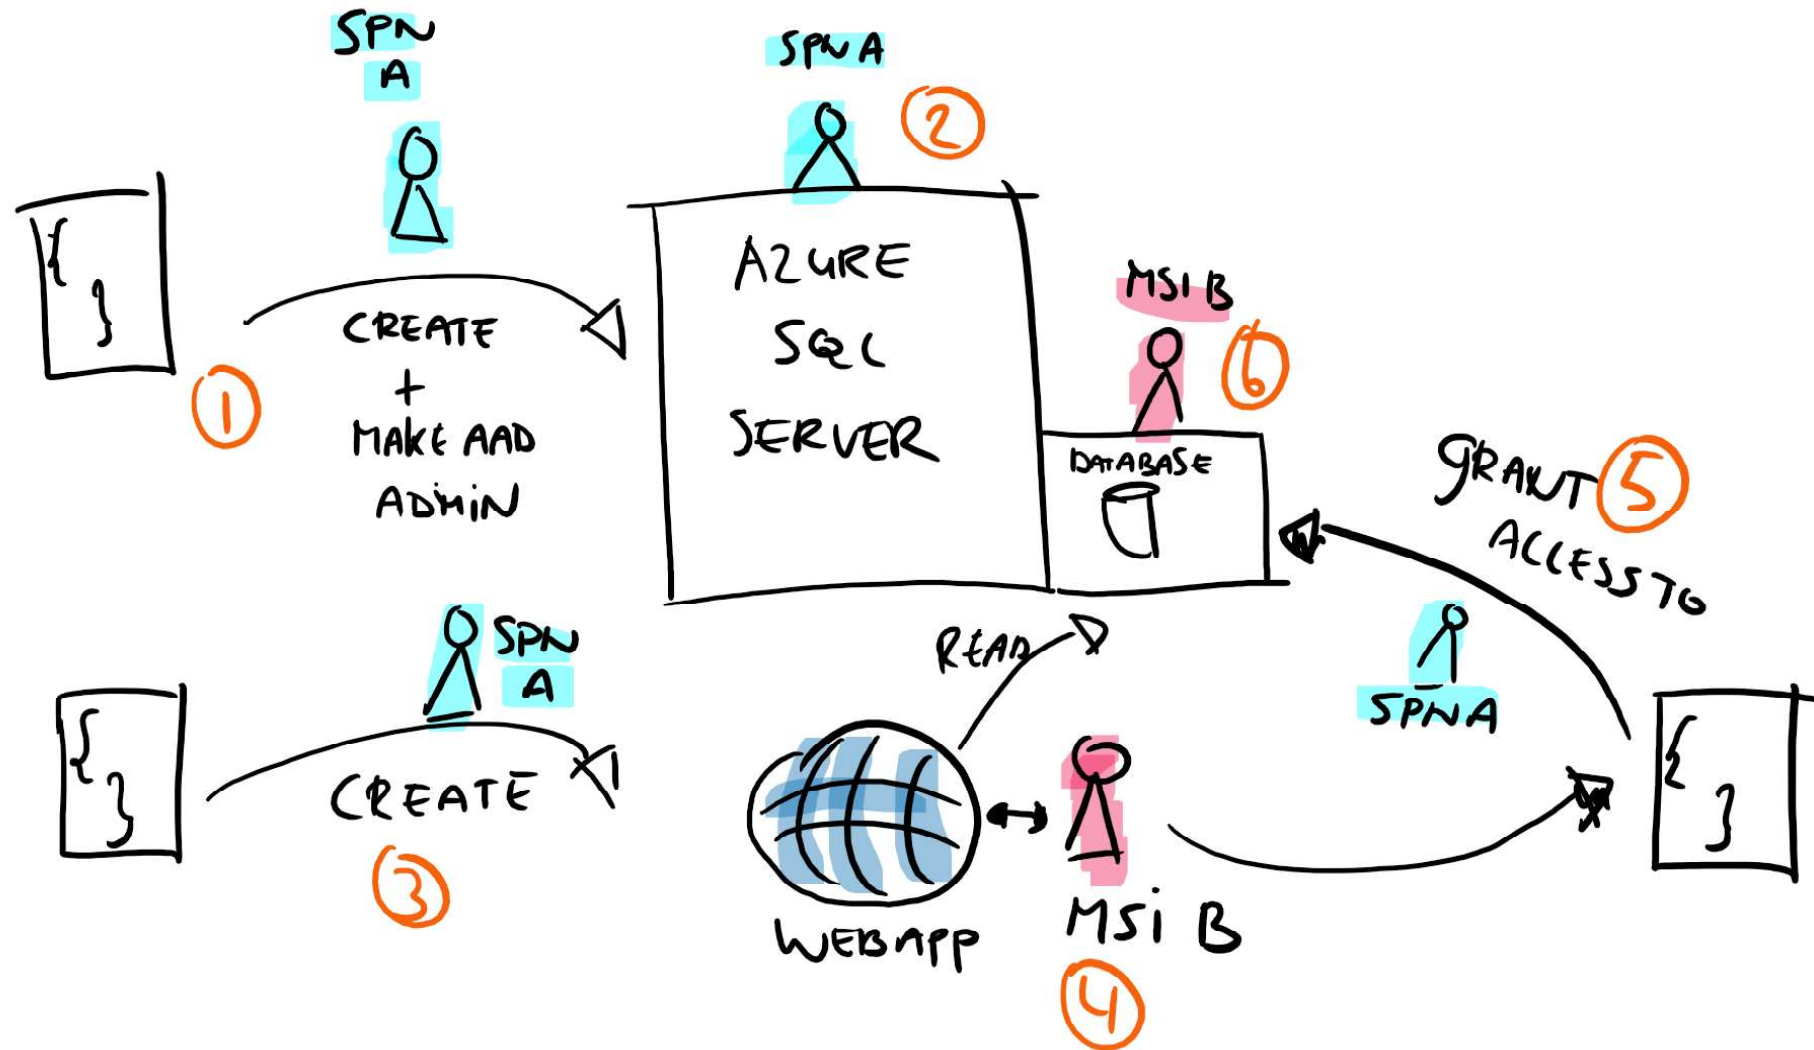 SPN
A
{
}
1
CREATE
+
MAKE AAD
ADMIN
SPN A
2
AZURE
SQL
SERVER
MSI B
6
DATABASE
GRANT 5
ACCESS TO
SPN A
{
}
SPN
A
{
}
CREATE
3
READ
WEBAPP
MSi B
4